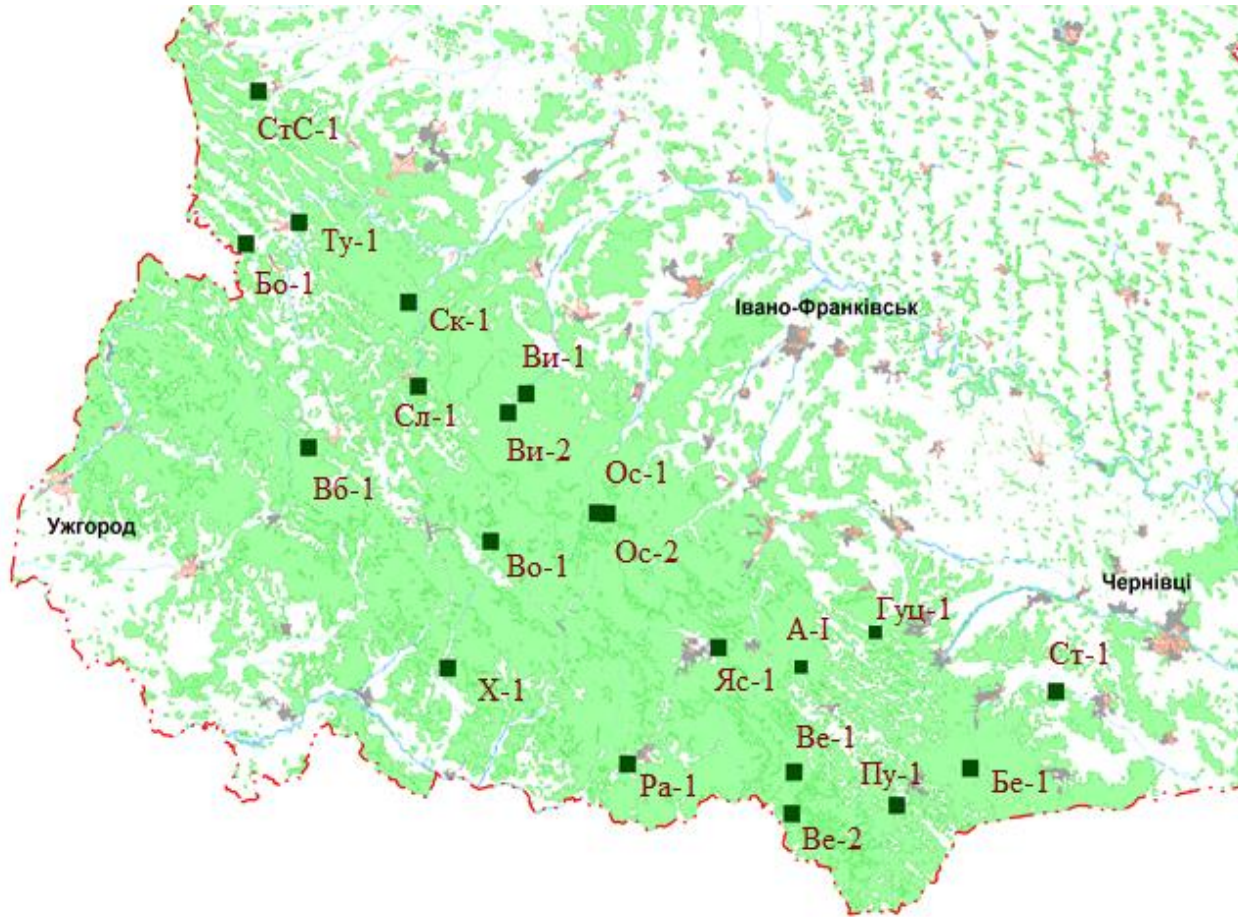 СтС-1
Ту-1
Бо-1
Ск-1
Івано-Франківськ
Ви-1
Сл-1
Ви-2
Вб-1
Ос-1
Ужгород
Во-1
Ос-2
Чернівці
Гуц-1
А-І
Яс-1
Ст-1
Х-1
Ве-1
Ра-1
Пу-1
Бе-1
Ве-2